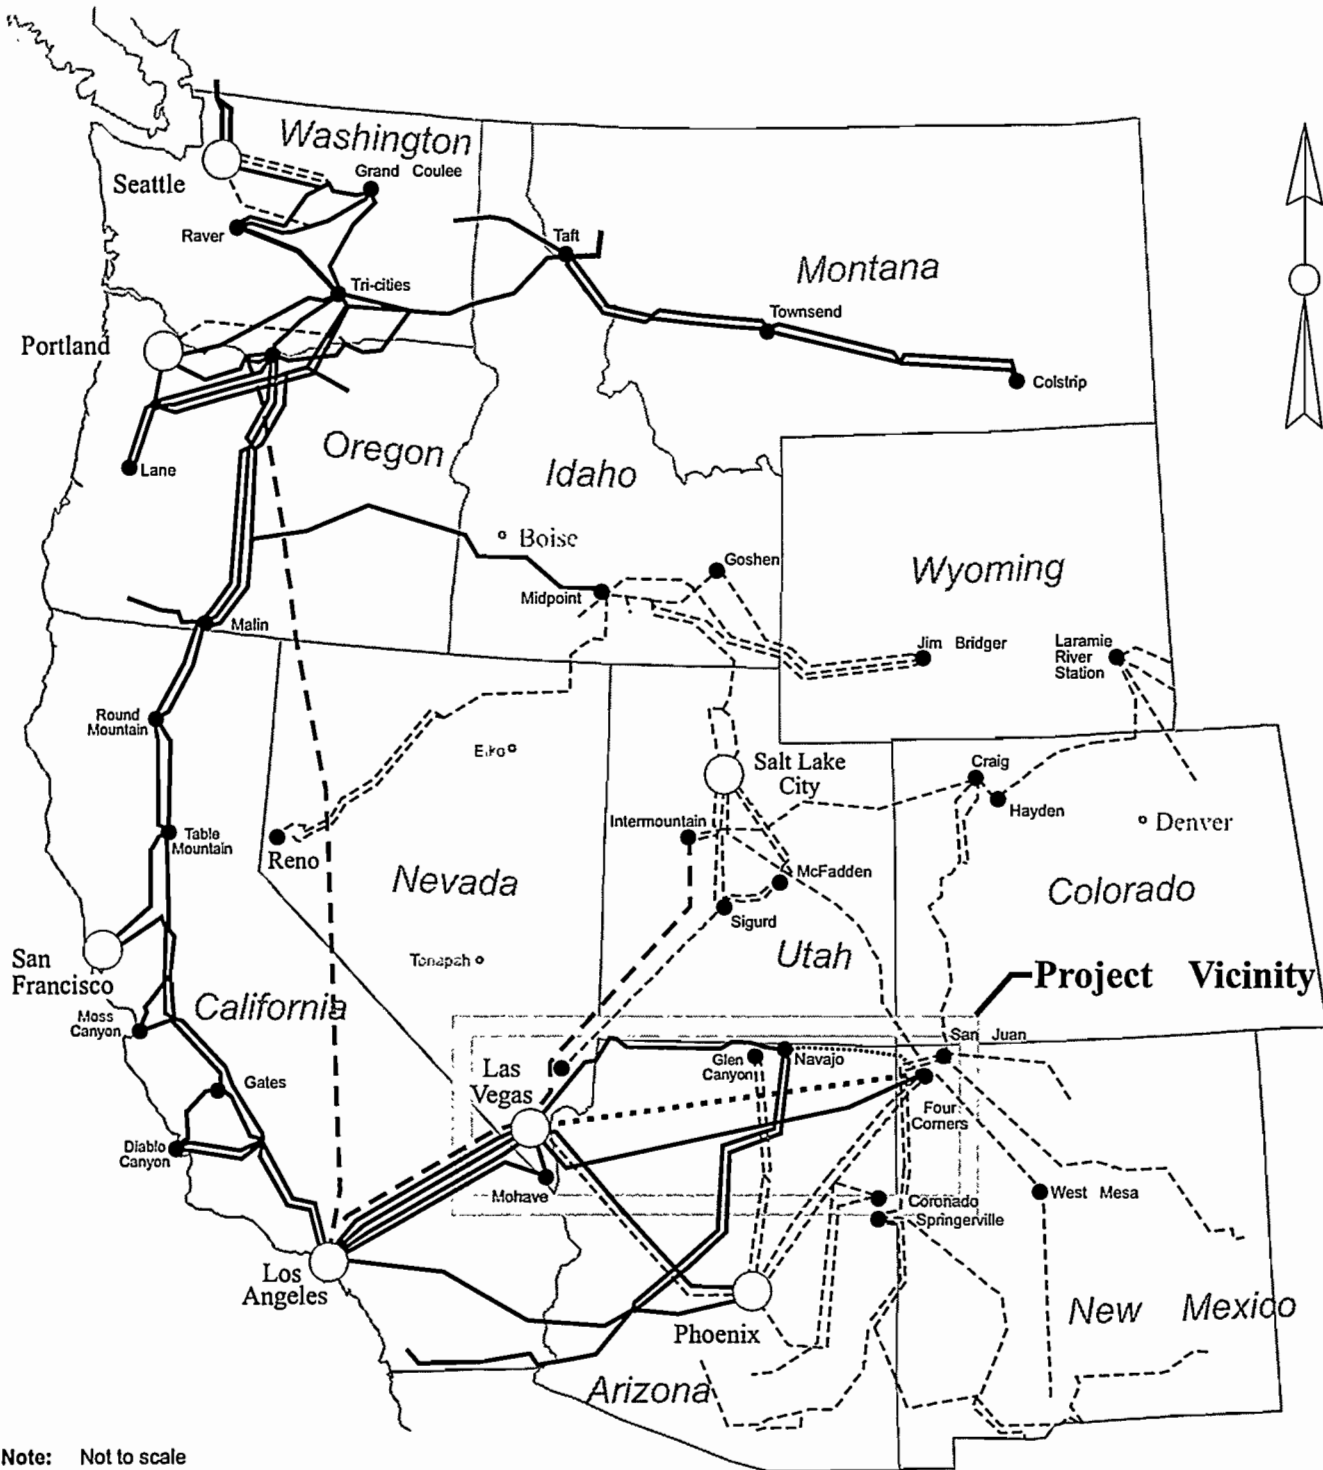 Washington
Grand Coulee
Seattle
Raver
Taft
Montana
Tri-cities
Townsend
Portland
Colstrip
Oregon
Idaho
Lane
Boise
Goshen
Wyoming
Midpoint
Malin
Jim Bridger
Laramie
River
Station
Round
Mountain
Elko
Salt Lake
City
Craig
Hayden
Intermountain
Denver
Table
Mountain
Reno
McFadden
Nevada
Colorado
Sigurd
Utah
San
Francisco
Tonapah
Project Vicinity
California
Moss
Canyon
San Juan
Las
Vegas
Glen
Canyon
Navajo
Gates
Four
Corners
Diablo
Canyon
Mohave
Coronado
West Mesa
Springerville
Los
Angeles
New Mexico
Phoenix
Arizona
Note: Not to scale